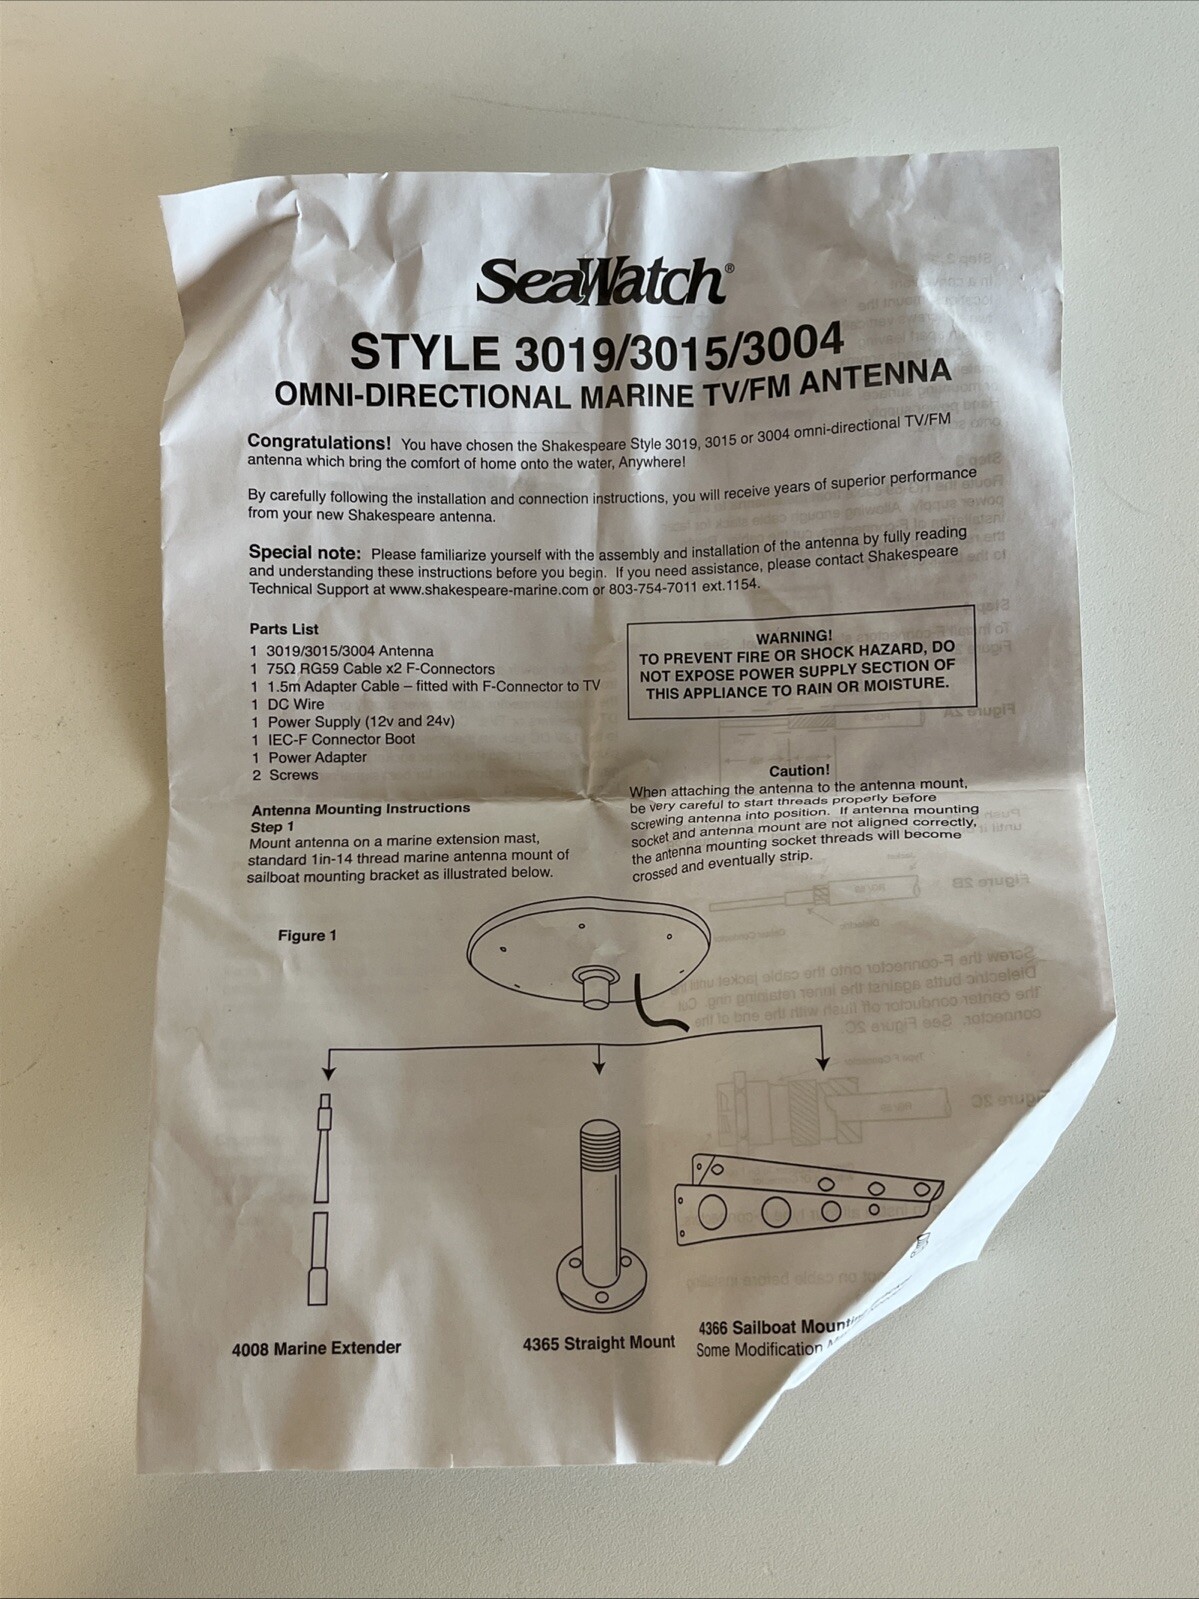 SeaWatch®
STYLE 3019/3015/3004
OMNI-DIRECTIONAL MARINE TV/FM ANTENNA
Congratulations! You have chosen the Shakespeare Style 3019, 3015 or 3004 omni-directional TV/FM
antenna which bring the comfort of home onto the water, Anywhere!
By carefully following the installation and connection instructions, you will receive years of superior performance
from your new Shakespeare antenna.
Special note: Please familiarize yourself with the assembly and installation of the antenna by fully reading
and understanding these instructions before you begin. If you need assistance, please contact Shakespeare
Technical Support at www.shakespeare-marine.com or 803-754-7011 ext.1154.
Parts List
1 3019/3015/3004 Antenna
1 75Ω RG59 Cable x2 F-Connectors
1 1.5m Adapter Cable – fitted with F-Connector to TV
1 DC Wire
1 Power Supply (12v and 24v)
1 IEC-F Connector Boot
1 Power Adapter
2 Screws
WARNING!
TO PREVENT FIRE OR SHOCK HAZARD, DO
NOT EXPOSE POWER SUPPLY SECTION OF
THIS APPLIANCE TO RAIN OR MOISTURE.
Antenna Mounting Instructions
Step 1
Mount antenna on a marine extension mast,
standard 1in-14 thread marine antenna mount of
sailboat mounting bracket as illustrated below.
Caution!
When attaching the antenna to the antenna mount,
be very careful to start threads properly before
screwing antenna into position. If antenna mounting
socket and antenna mount are not aligned correctly,
the antenna mounting socket threads will become
crossed and eventually strip.
Figure 1
4008 Marine Extender
4365 Straight Mount
4366 Sailboat Mounting
Some Modification